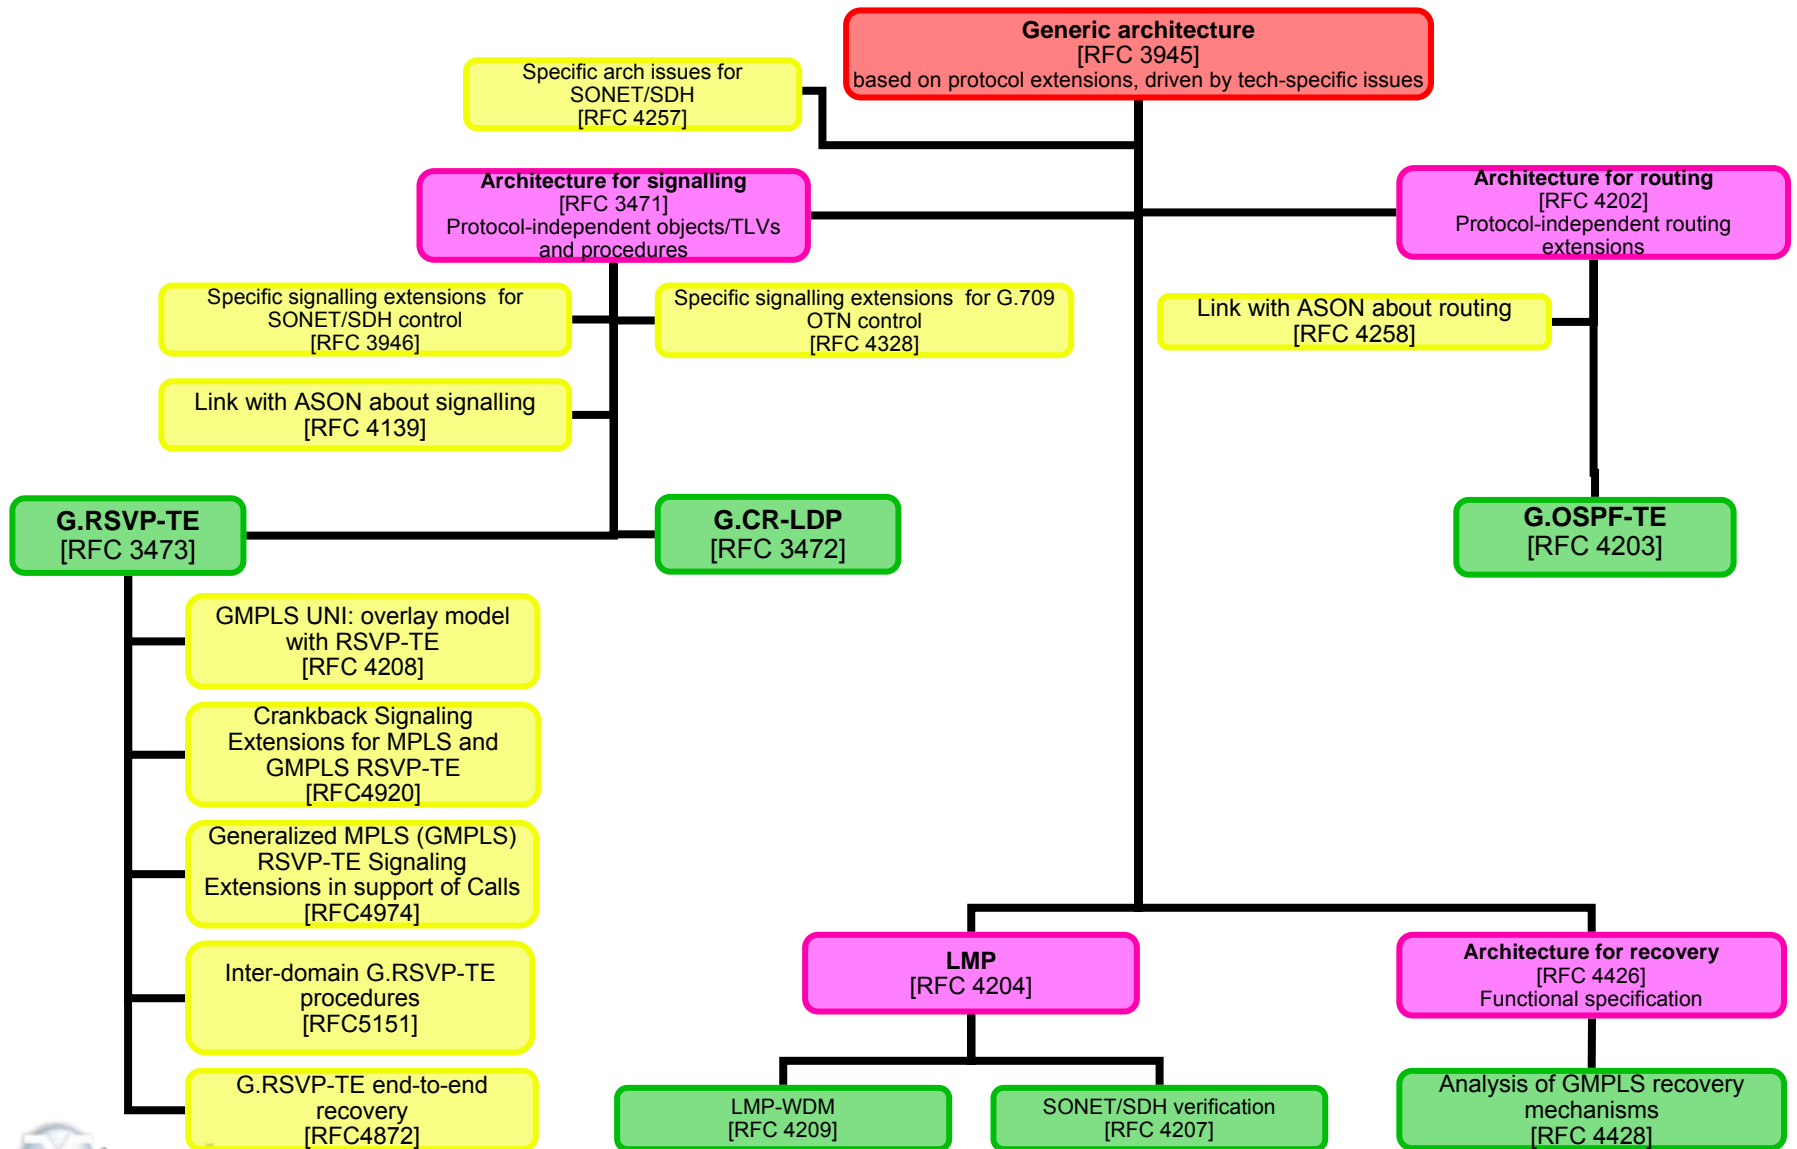 Generic architecture
[RFC 3945]
based on protocol extensions, driven by tech-specific issues
Specific arch issues for
SONET/SDH
[RFC 4257]
Architecture for signalling
[RFC 3471]
Protocol-independent objects/TLVs
and procedures
Architecture for routing
[RFC 4202]
Protocol-independent routing
extensions
Specific signalling extensions for
SONET/SDH control
[RFC 3946]
Specific signalling extensions for G.709
OTN control
[RFC 4328]
Link with ASON about routing
[RFC 4258]
Link with ASON about signalling
[RFC 4139]
G.RSVP-TE
[RFC 3473]
G.CR-LDP
[RFC 3472]
G.OSPF-TE
[RFC 4203]
GMPLS UNI: overlay model
with RSVP-TE
[RFC 4208]
Crankback Signaling
Extensions for MPLS and
GMPLS RSVP-TE
[RFC4920]
Generalized MPLS (GMPLS)
RSVP-TE Signaling
Extensions in support of Calls
[RFC4974]
Inter-domain G.RSVP-TE
procedures
[RFC5151]
G.RSVP-TE end-to-end
recovery
[RFC4872]
LMP
[RFC 4204]
Architecture for recovery
[RFC 4426]
Functional specification
LMP-WDM
[RFC 4209]
SONET/SDH verification
[RFC 4207]
Analysis of GMPLS recovery
mechanisms
[RFC 4428]